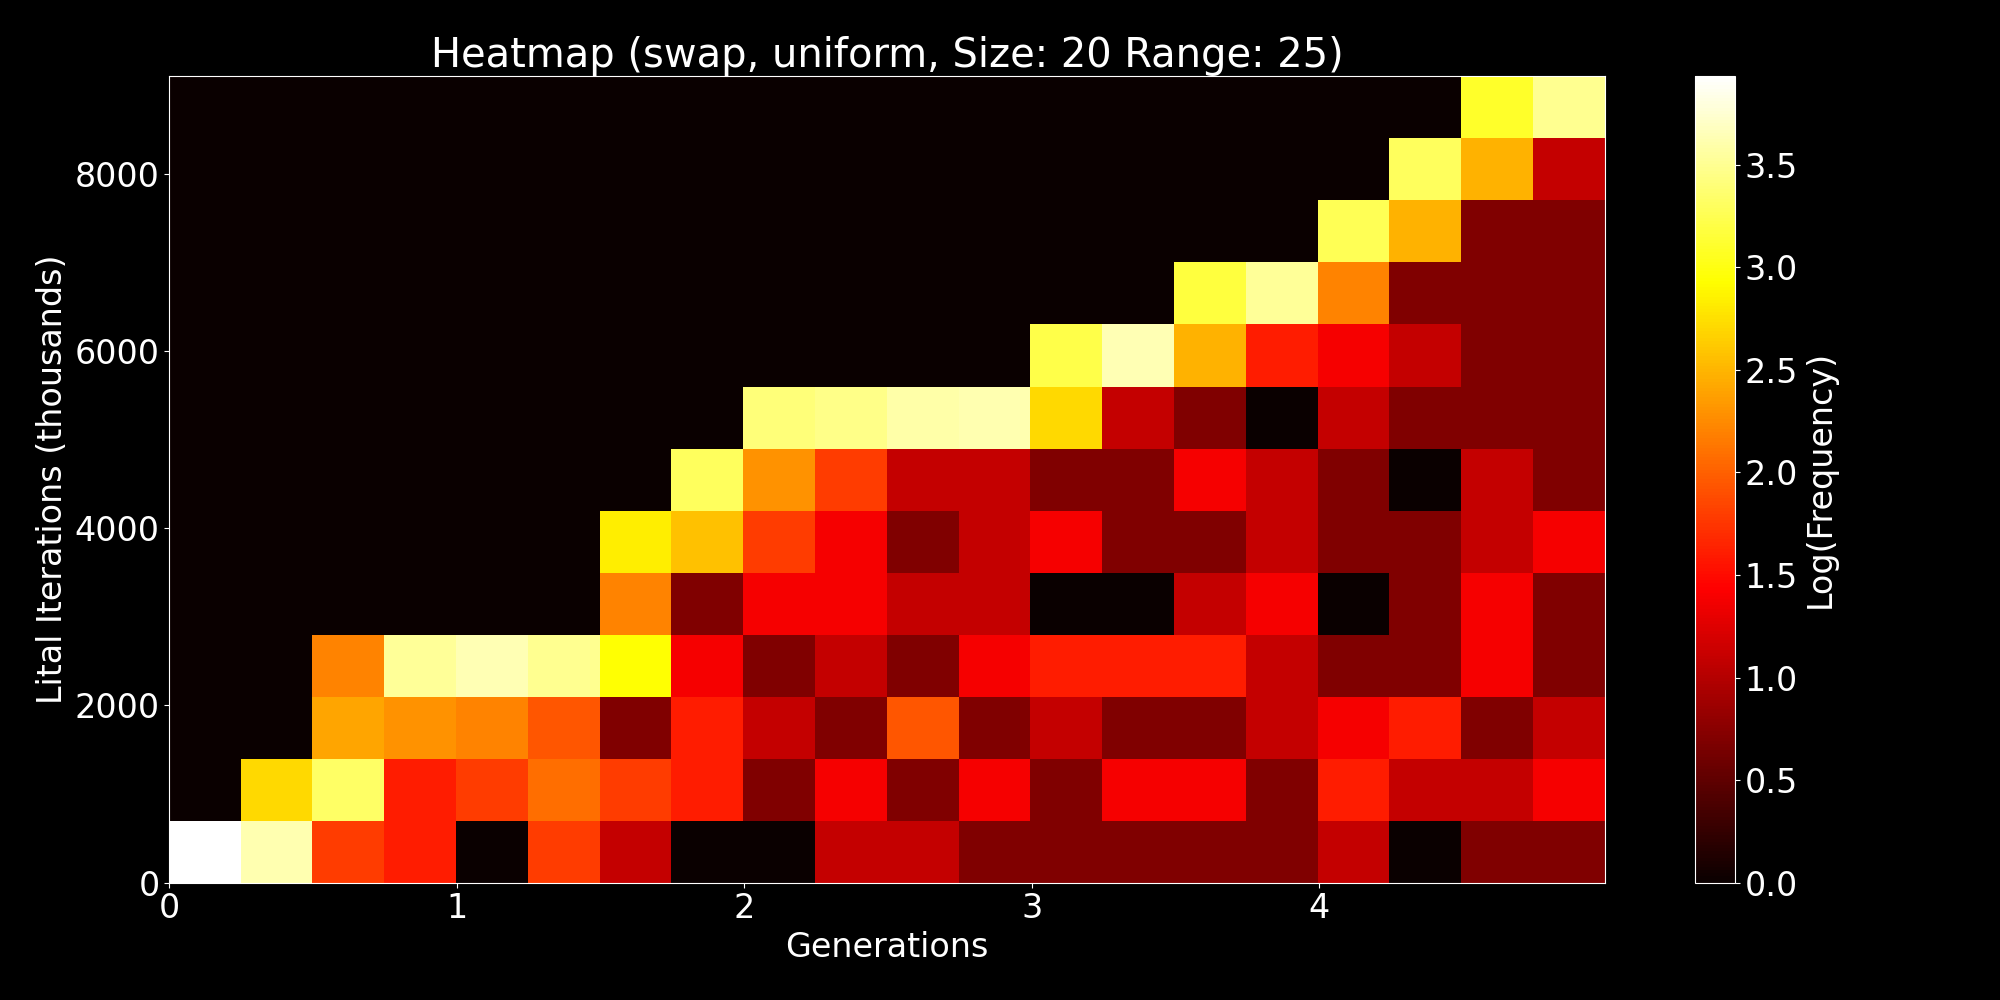 Heatmap (swap, uniform, Size: 20 Range: 25)
8000
6000
4000
2000
0
Lital Iterations (thousands)
0 1 2 3 4
Generations
3.5
3.0
2.5
2.0
1.5
1.0
0.5
0.0
Log(Frequency)